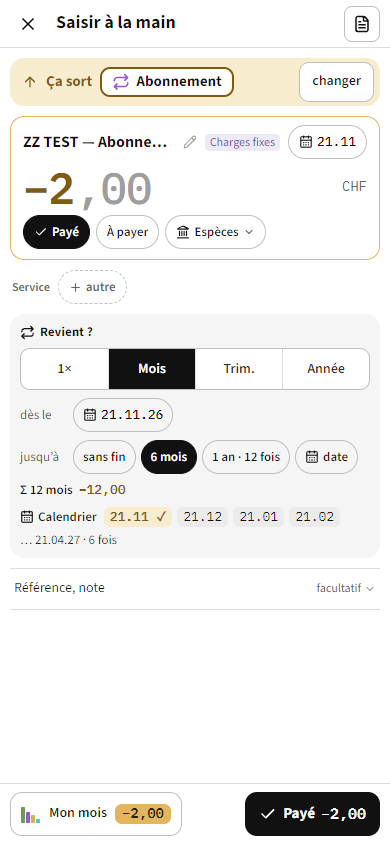 Saisir à la main
Ça sort Abonnement changer
ZZ TEST — Abonne… Charges fixes 21.11
−2,00 CHF
Payé À payer Espèces
Service + autre
Revient ?
1× Mois Trim. Année
dès le 21.11.26
jusqu'à sans fin 6 mois 1 an · 12 fois date
Σ 12 mois −12,00
Calendrier 21.11 ✓ 21.12 21.01 21.02
… 21.04.27 · 6 fois
Référence, note facultatif
Mon mois −2,00 Payé −2,00